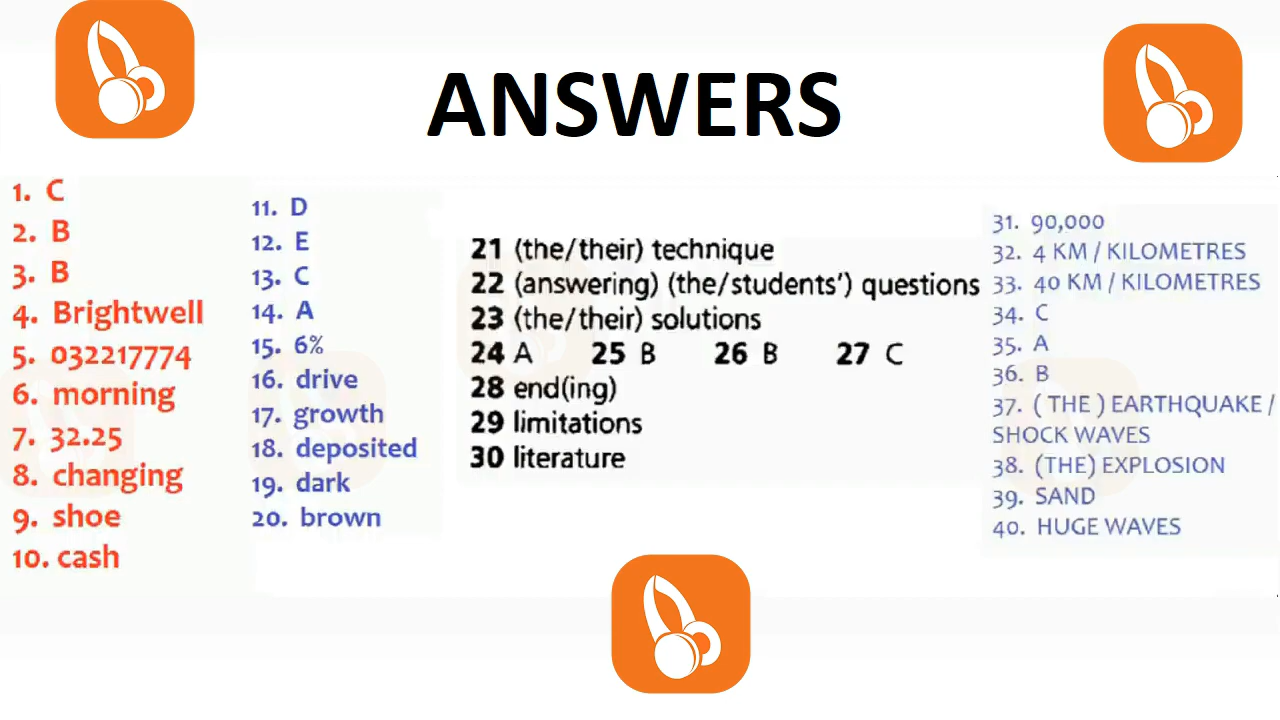 ANSWERS
1. C
2. B
3. B
4. Brightwell
5. 032217774
6. morning
7. 32.25
8. changing
9. shoe
10. cash
11. D
12. E
13. C
14. A
15. 6%
16. drive
17. growth
18. deposited
19. dark
20. brown
21 (the/their) technique
22 (answering) (the/students') questions
23 (the/their) solutions
24 A 25 B 26 B 27 C
28 end(ing)
29 limitations
30 literature
31. 90,000
32. 4 KM / KILOMETRES
33. 40 KM / KILOMETRES
34. C
35. A
36. B
37. ( THE ) EARTHQUAKE /
SHOCK WAVES
38. (THE) EXPLOSION
39. SAND
40. HUGE WAVES